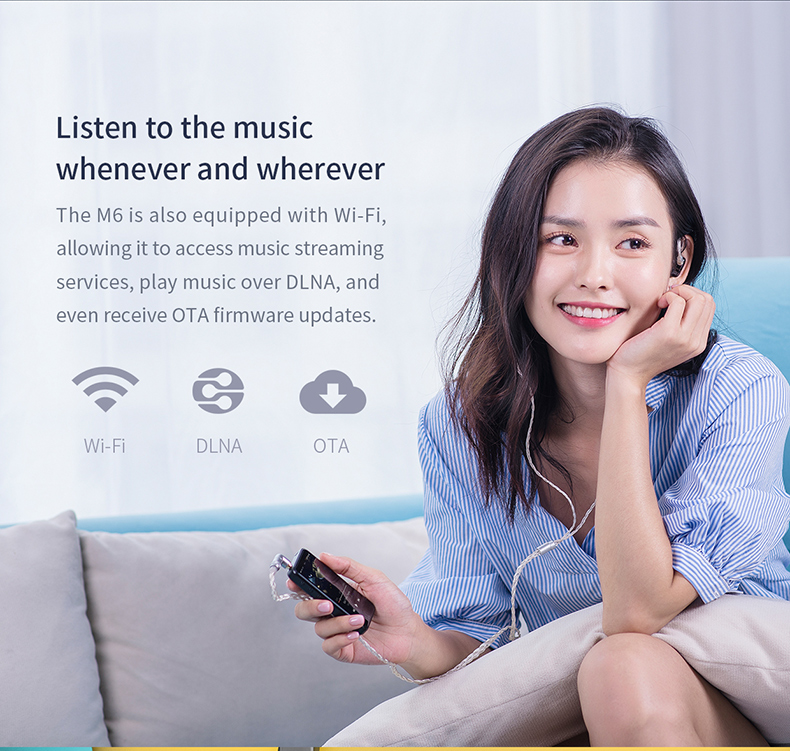 Listen to the music
whenever and wherever
The M6 is also equipped with Wi-Fi,
allowing it to access music streaming
services, play music over DLNA, and
even receive OTA firmware updates.
Wi-Fi
DLNA
OTA